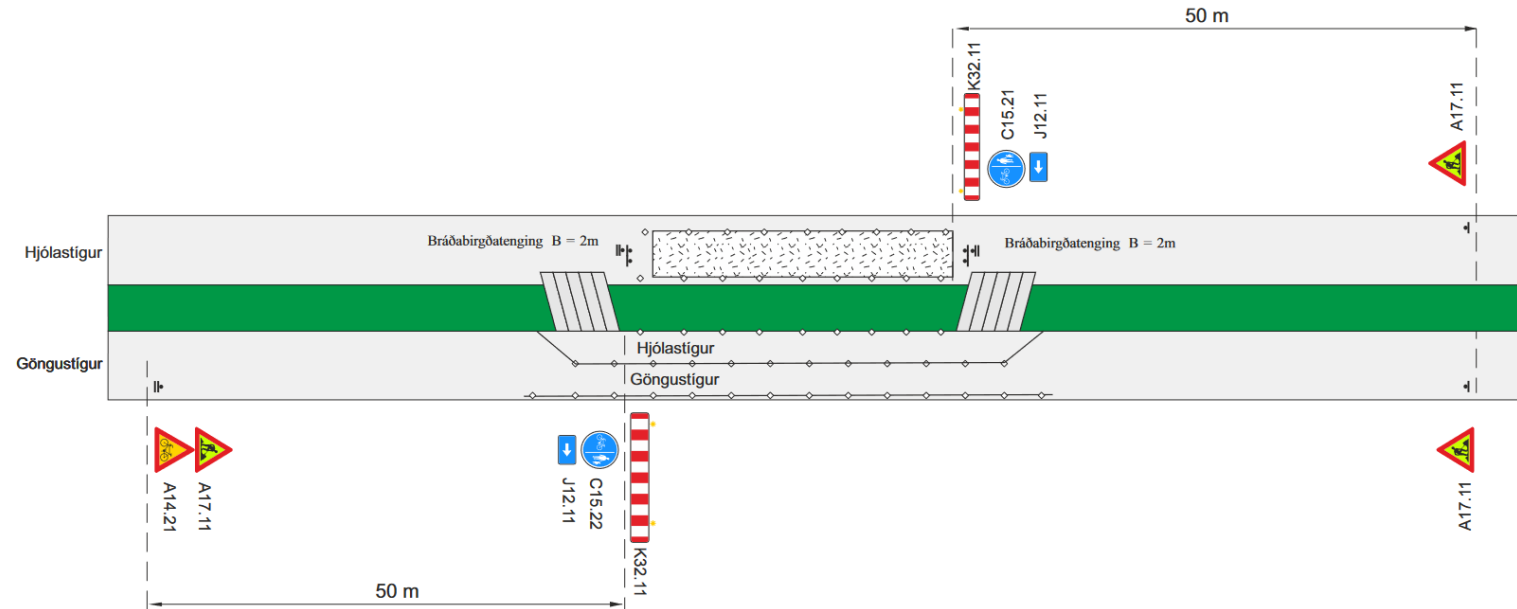 50 m
K32.11
C15.21
J12.11
A17.11
Hjólastígur
Bráðabirgðatenging B = 2m
Bráðabirgðatenging B = 2m
Göngustígur
Hjólastígur
Göngustígur
A14.21
A17.11
J12.11
C15.22
K32.11
A17.11
50 m